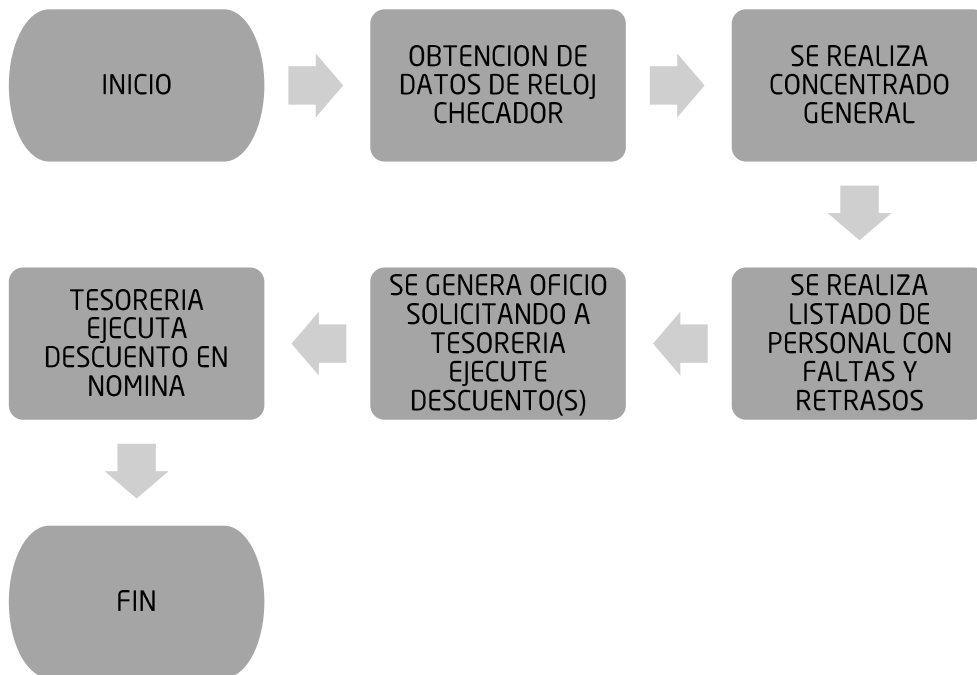 INICIO
OBTENCION DE
DATOS DE RELOJ
CHECADOR
SE REALIZA
CONCENTRADO
GENERAL
SE REALIZA
LISTADO DE
PERSONAL CON
FALTAS Y
RETRASOS
SE GENERA OFICIO
SOLICITANDO A
TESORERIA
EJECUTE
DESCUENTO(S)
TESORERIA
EJECUTA
DESCUENTO EN
NOMINA
FIN